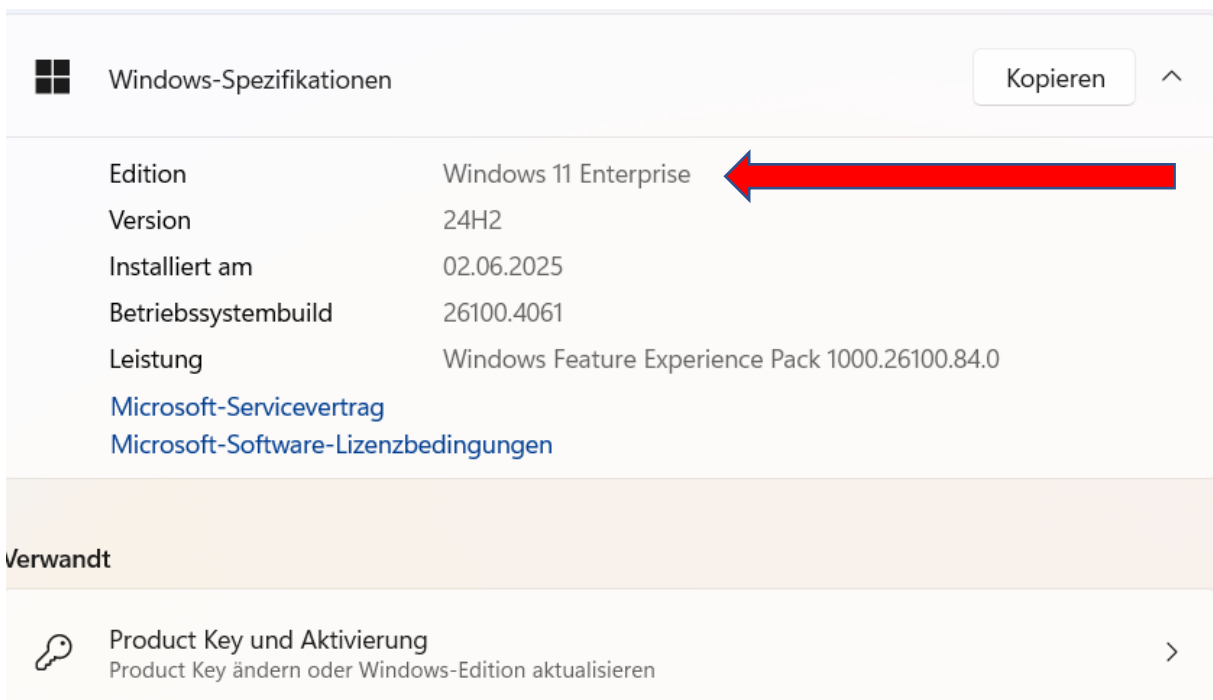 Windows-Spezifikationen
Kopieren
Edition Windows 11 Enterprise
Version 24H2
Installiert am 02.06.2025
Betriebssystembuild 26100.4061
Leistung Windows Feature Experience Pack 1000.26100.84.0
Microsoft-Servicevertrag
Microsoft-Software-Lizenzbedingungen
Verwandt
Product Key und Aktivierung
Product Key ändern oder Windows-Edition aktualisieren